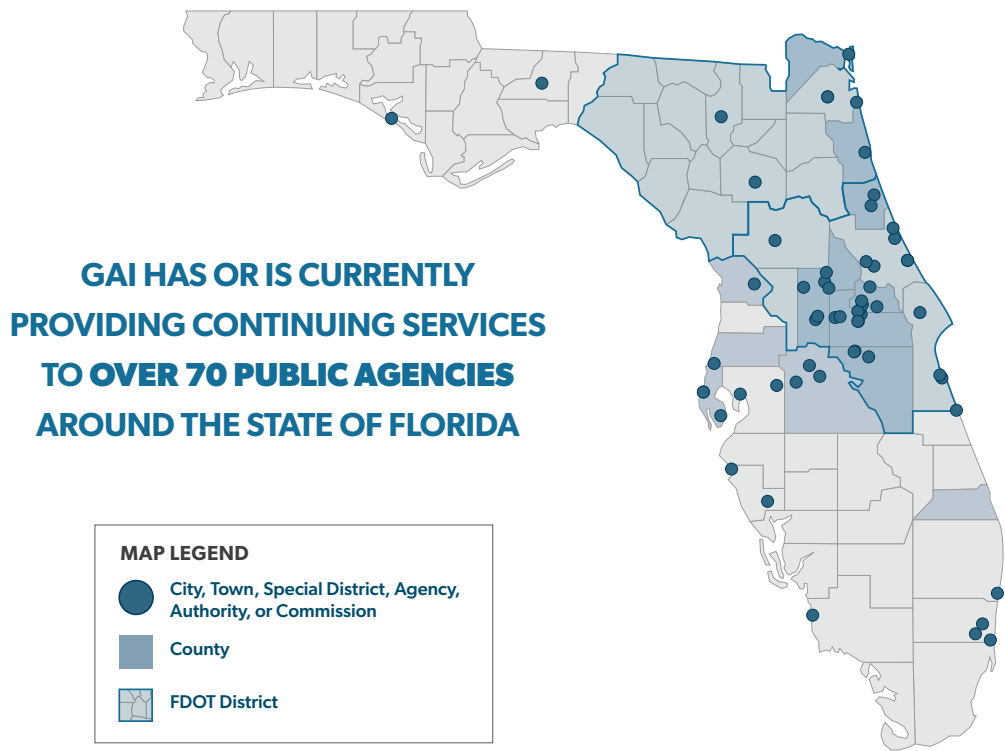 GAI HAS OR IS CURRENTLY
PROVIDING CONTINUING SERVICES
TO OVER 70 PUBLIC AGENCIES
AROUND THE STATE OF FLORIDA
MAP LEGEND
City, Town, Special District, Agency,
Authority, or Commission
County
FDOT District